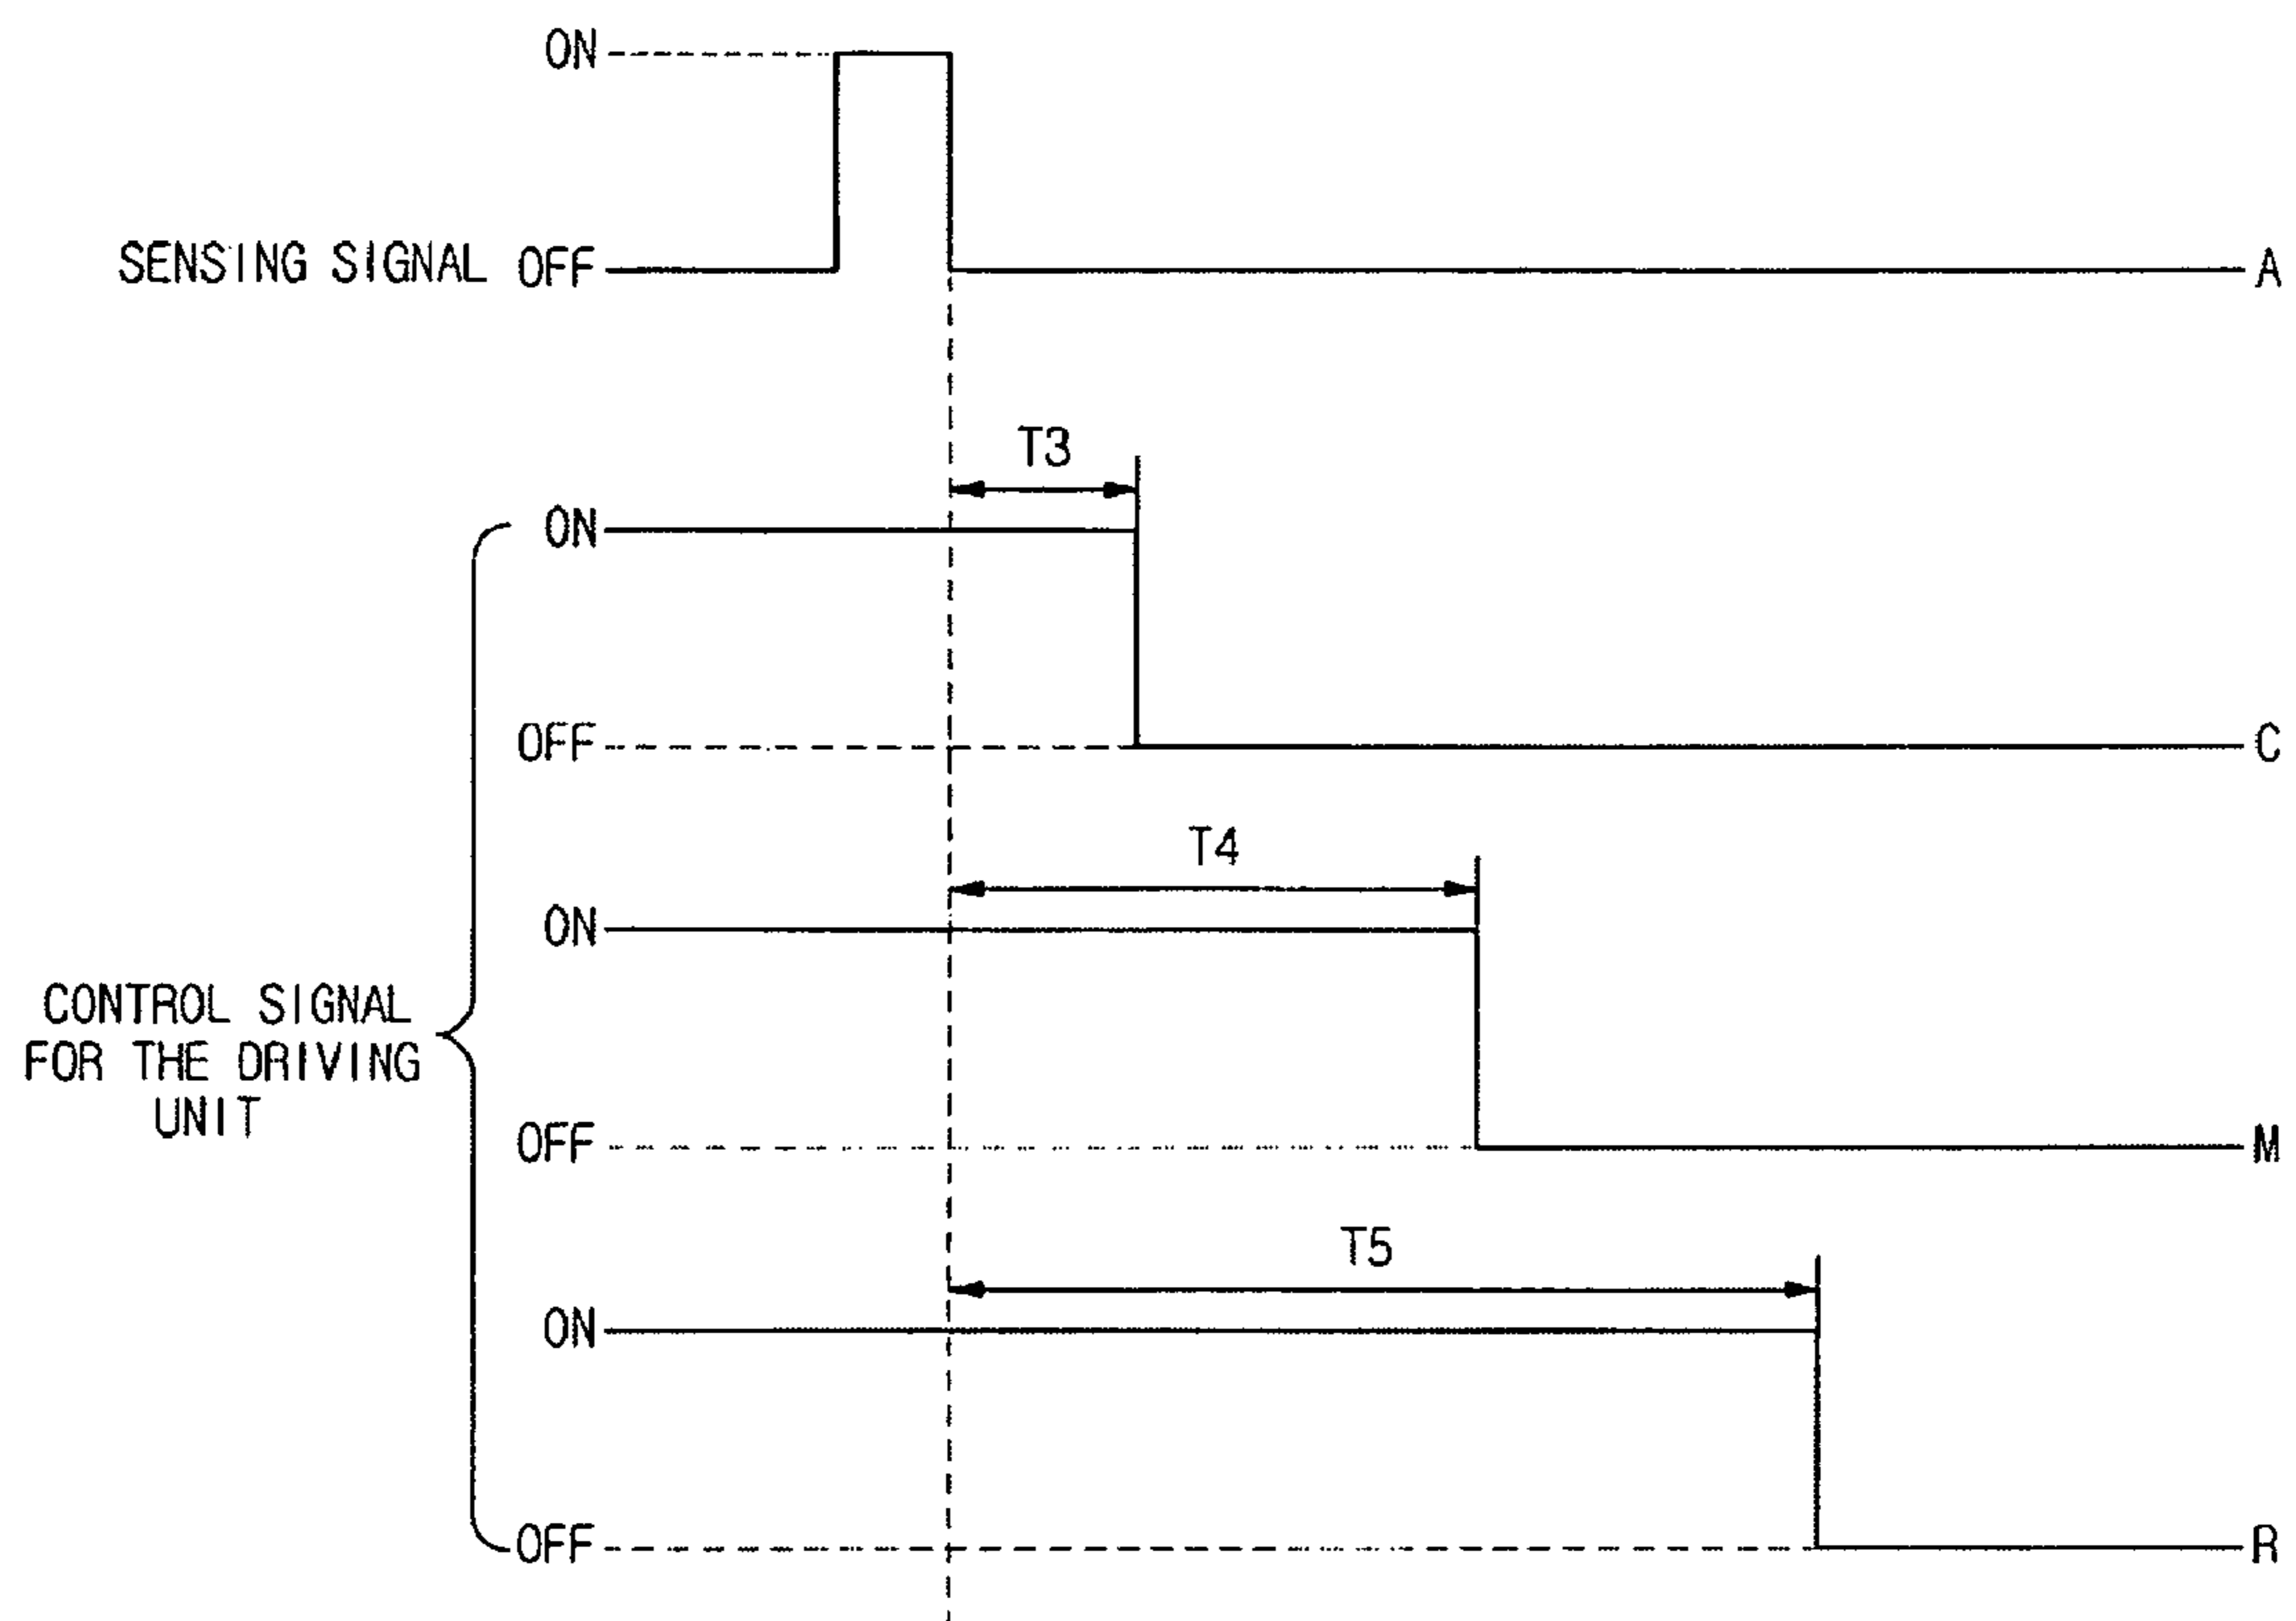 ON
SENSING SIGNAL OFF A
T3
ON
OFF C
T4
ON
CONTROL SIGNAL
FOR THE DRIVING
UNIT
OFF M
T5
ON
OFF R